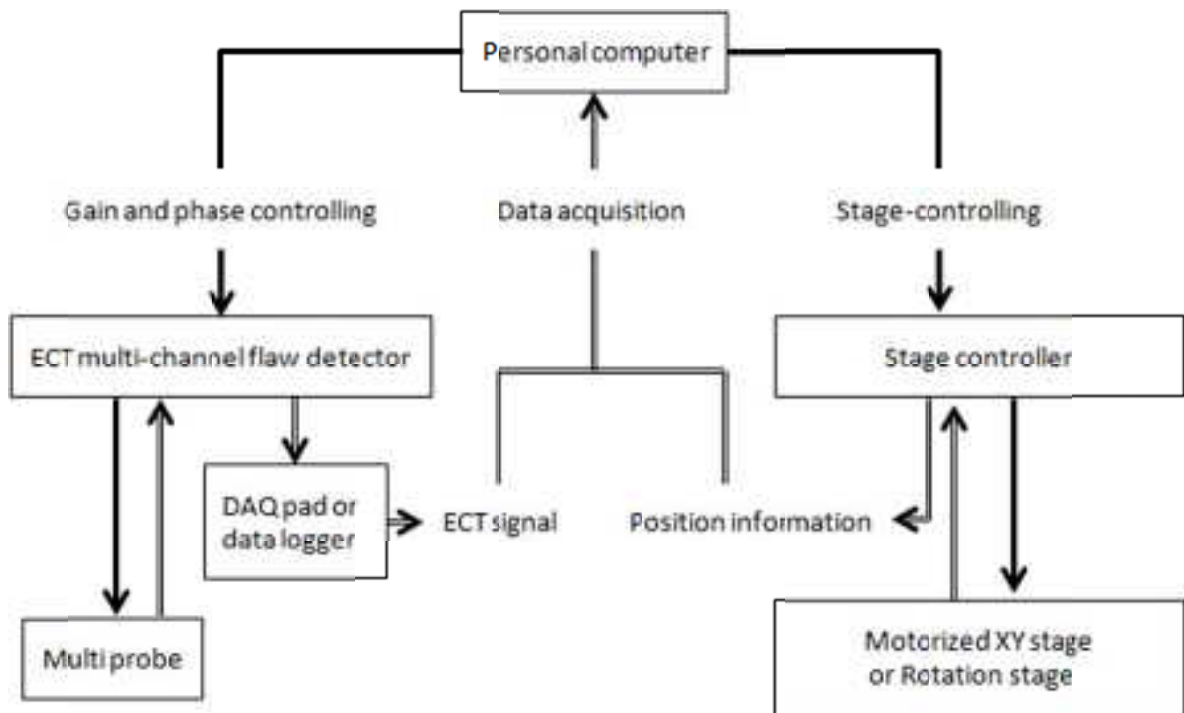 Personal computer
Gain and phase controlling
Data acquisition
Stage-controlling
ECT multi-channel flaw detector
Stage controller
DAQ pad or
data logger
ECT signal
Position information
Multi probe
Motorized XY stage
or Rotation stage